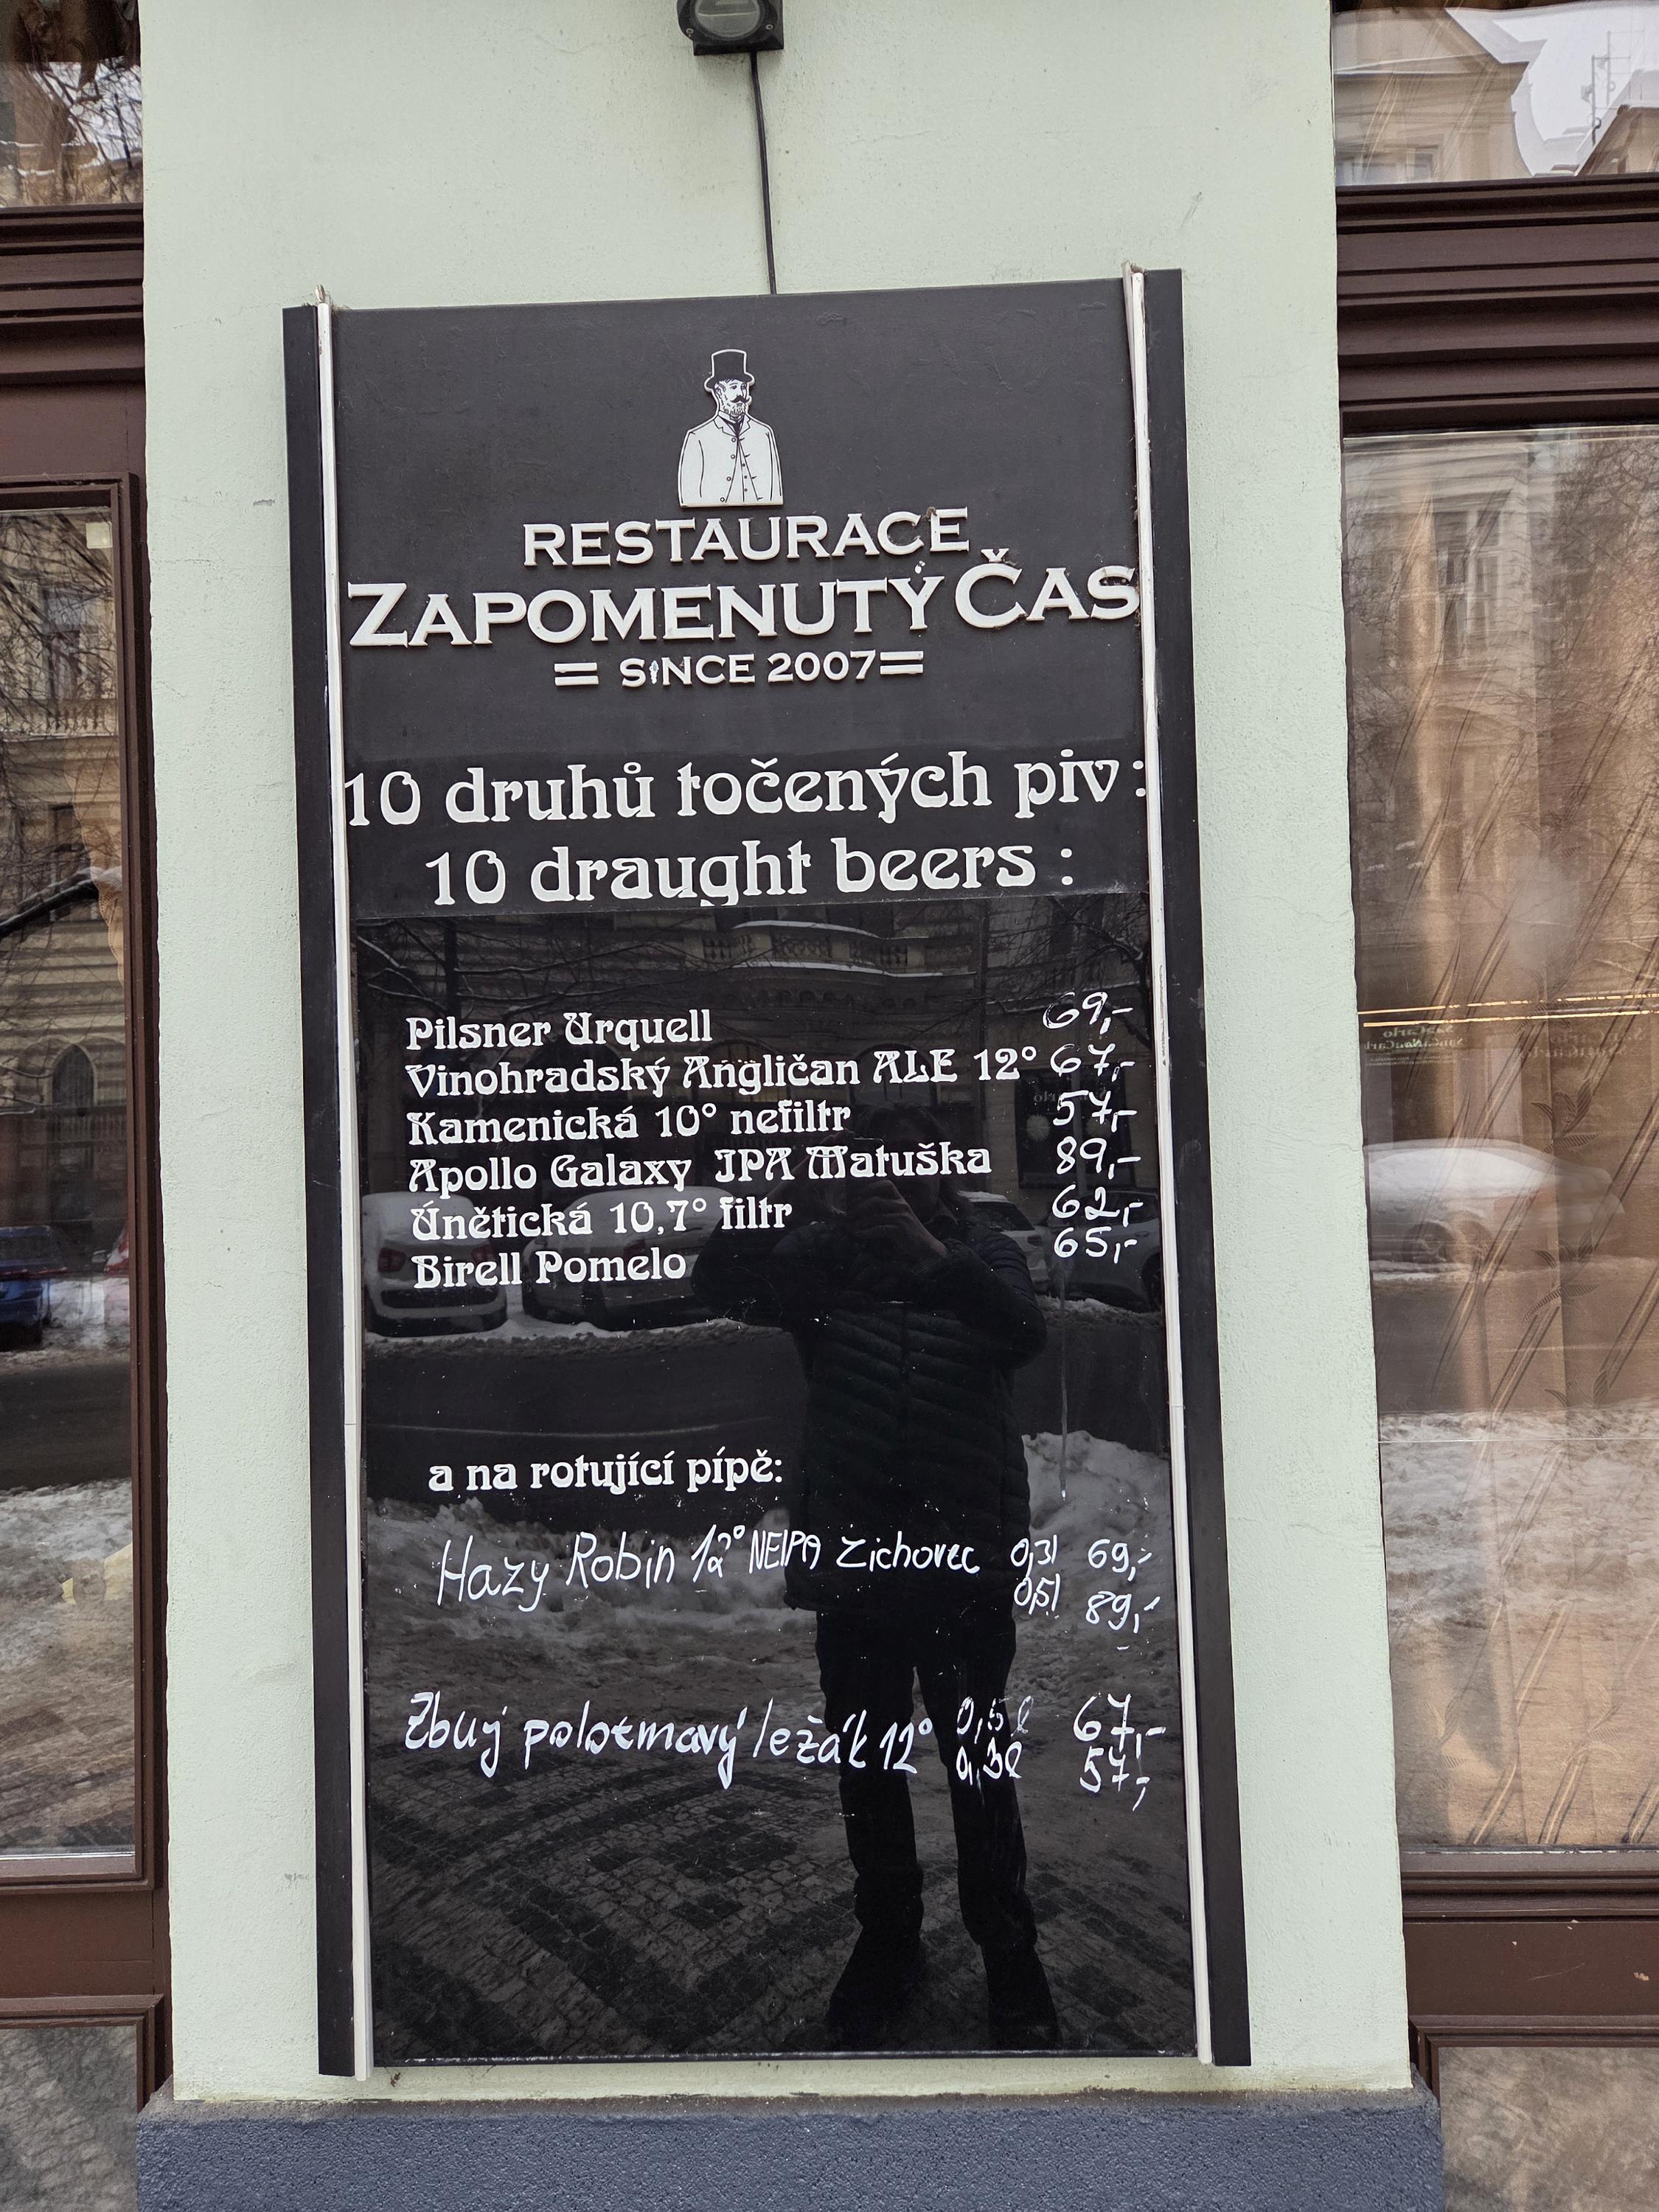 RESTAURACE
ZAPOMENUTÝ ČAS
= SINCE 2007 =
10 druhů točených piv:
10 draught beers :
Pilsner Urquell 69,-
Vinohradský Angličan ALE 12° 67,-
Kamenická 10° nefiltr 57,-
Apollo Galaxy IPA Matuška 89,-
Únětická 10,7° filtr 62,-
Birell Pomelo 65,-
a na rotující pípě:
Hazy Robin 12° NEIPA Zichovec 0,3l 69,-
0,5l 89,-
Zbuj polotmavý ležák 12° 0,5l 67,-
0,3l 57,-